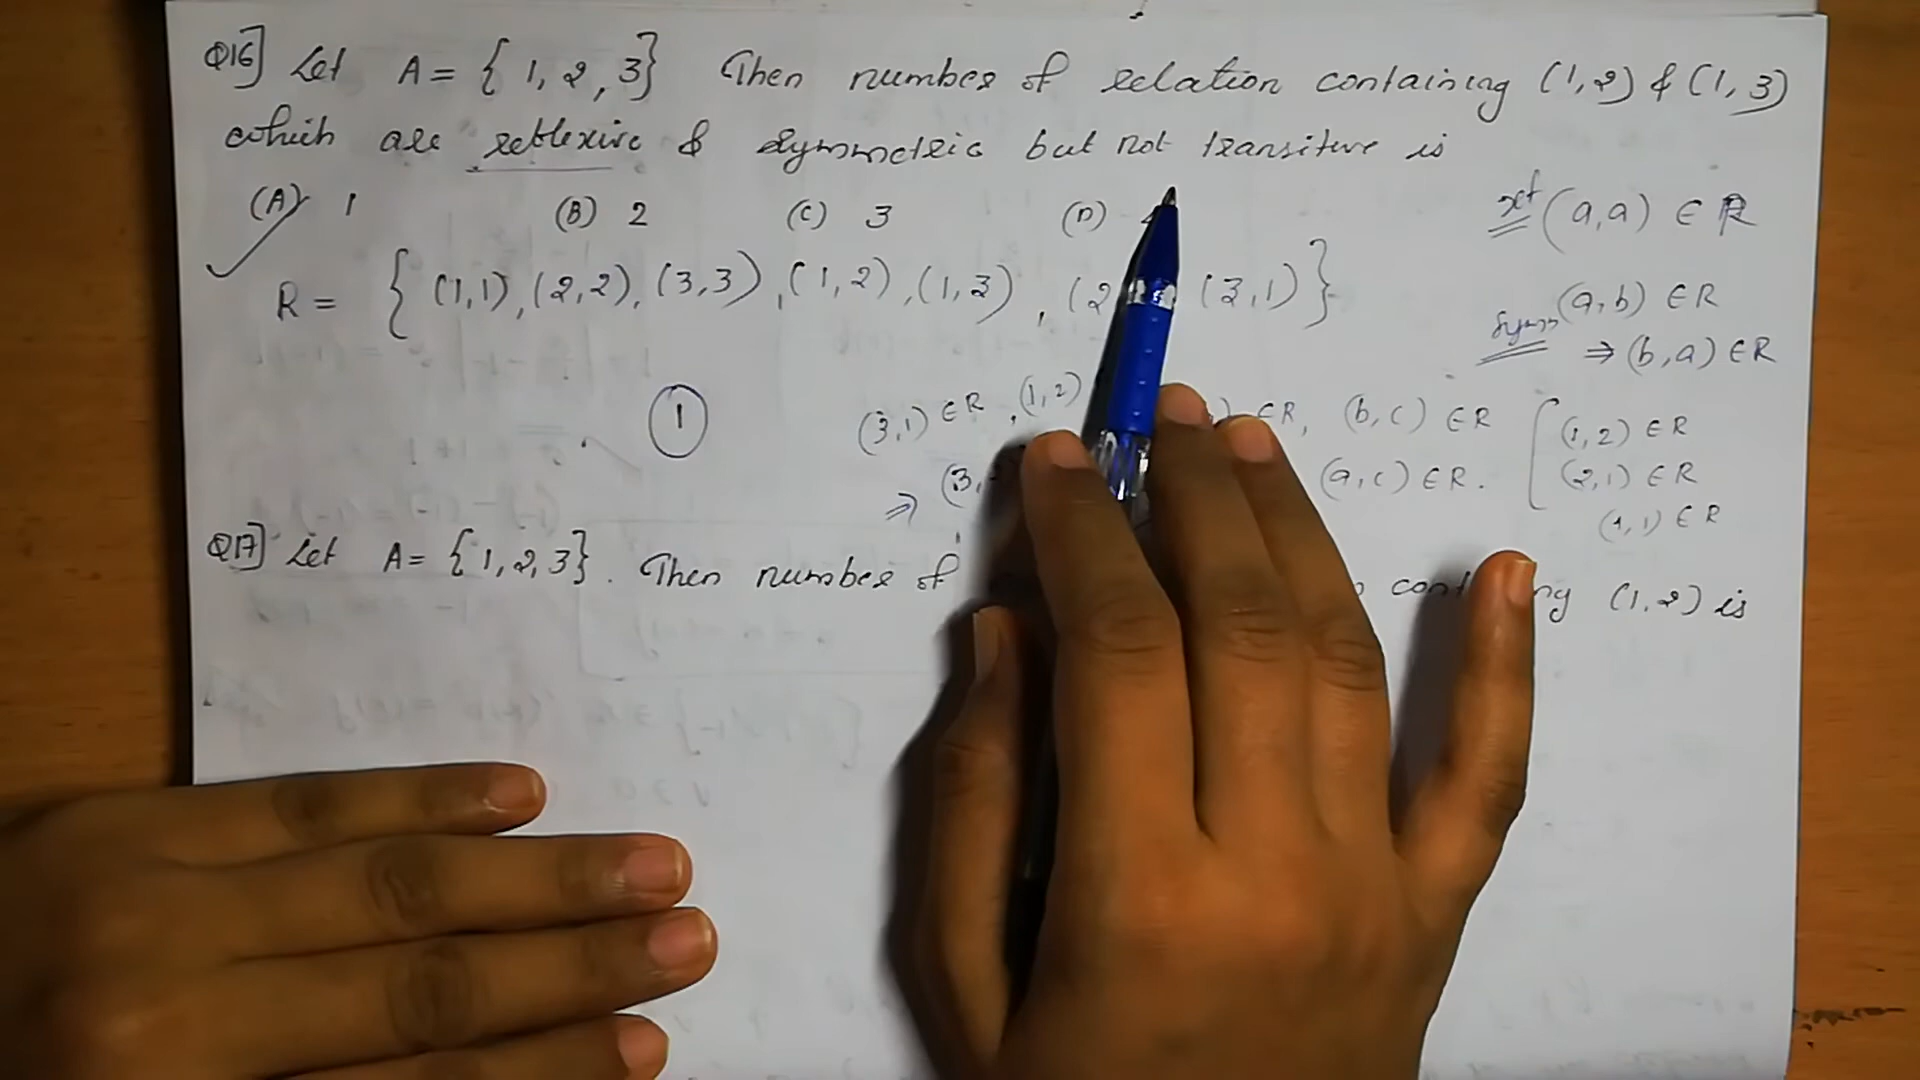 Q16] Let A = { 1, 2, 3} Then number of relation containing (1, 2) & (1, 3)
which are reflexive & symmetric but not transitive is
(A) 1 (B) 2 (C) 3 (D)
ref (a,a) ∈ R
R = { (1,1), (2,2), (3,3), (1,2), (1,3), (2 (3,1) }
symm (a,b) ∈ R
⇒ (b,a) ∈ R
1
(3,1) ∈ R, (1,2) ∈ R, (b,c) ∈ R
⇒ (3, (a,c) ∈ R.
[ (1,2) ∈ R
(2,1) ∈ R
(1,1) ∈ R
Q17] Let A = {1,2,3}. Then number of (1,2) is